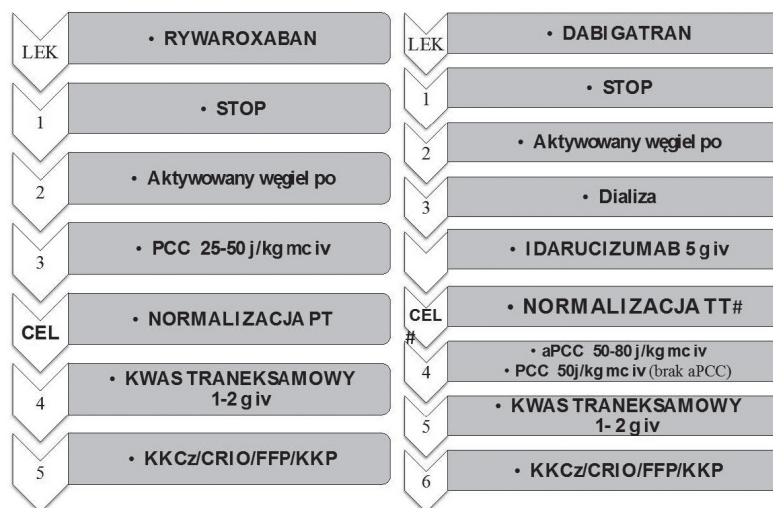 LEK
• RYWAROXABAN
1
• STOP
2
• Aktywowany węgiel po
3
• PCC 25-50 j/kg mc iv
CEL
• NORMALIZACJA PT
4
• KWAS TRANEKSAMOWY
1-2 g iv
5
• KKCz/CRIO/FFP/KKP
LEK
• DABIGATRAN
1
• STOP
2
• Aktywowany węgiel po
3
• Dializa
• IDARUCIZUMAB 5 g iv
CEL
#
• NORMALIZACJA TT#
4
• aPCC 50-80 j/kg mc iv
• PCC 50j/kg mc iv (brak aPCC)
5
• KWAS TRANEKSAMOWY
1- 2 g iv
6
• KKCz/CRIO/FFP/KKP